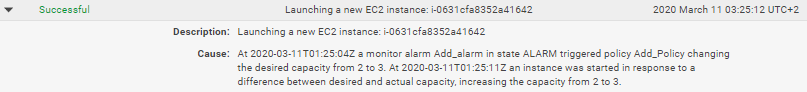 Successful Launching a new EC2 instance: i-0631cfa8352a41642 2020 March 11 03:25:12 UTC+2
Description: Launching a new EC2 instance: i-0631cfa8352a41642
Cause: At 2020-03-11T01:25:04Z a monitor alarm Add_alarm in state ALARM triggered policy Add_Policy changing
the desired capacity from 2 to 3. At 2020-03-11T01:25:11Z an instance was started in response to a
difference between desired and actual capacity, increasing the capacity from 2 to 3.